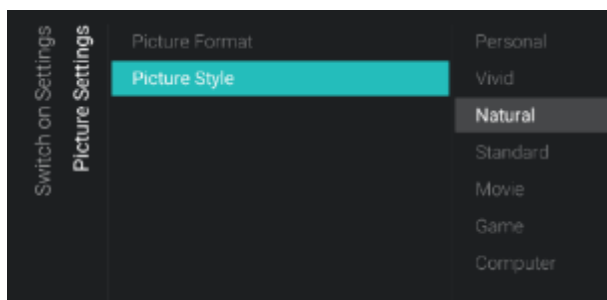 Switch on Settings
Picture Settings
Picture Format
Picture Style
Personal
Vivid
Natural
Standard
Movie
Game
Computer